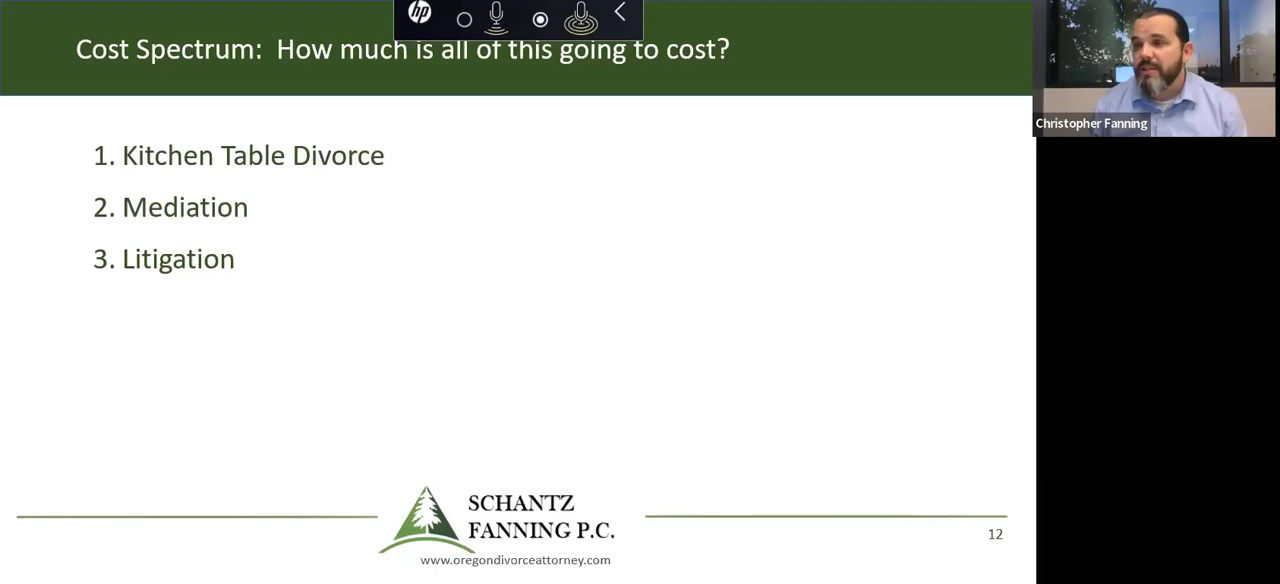 hp
Cost Spectrum: How much is all of this going to cost?
Christopher Fanning
1. Kitchen Table Divorce
2. Mediation
3. Litigation
SCHANTZ
FANNING P.C.
www.oregondivorceattorney.com
12